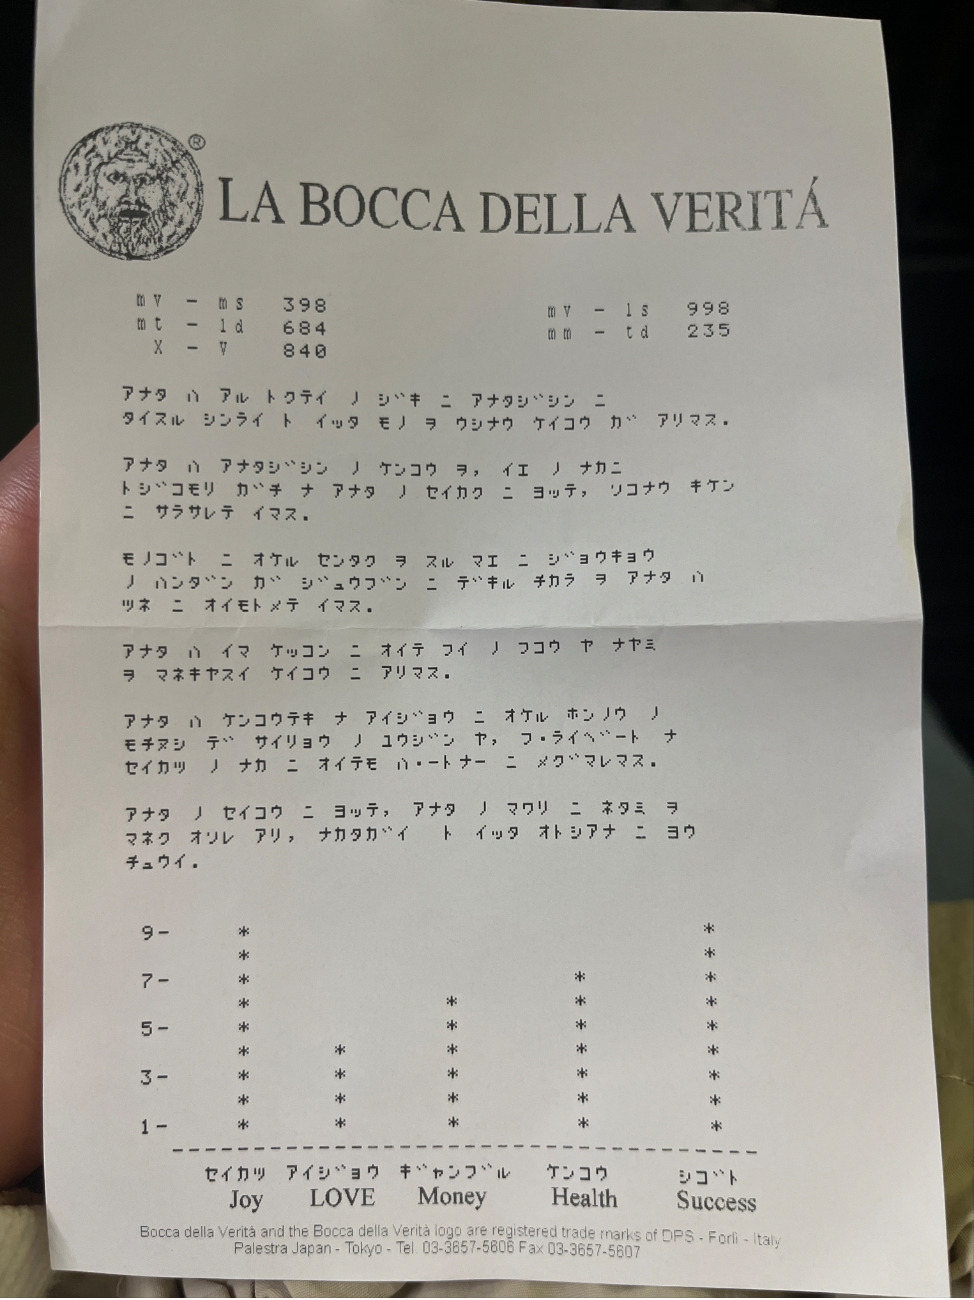 ®
LA BOCCA DELLA VERITÁ
mv - ms 398
mt - ld 684
X - V 840
mv - ls 998
mm - td 235
アナタ ハ アル トクテイ ノ ジキ ニ アナタジシン ニ
タイスル シンライ ト イッタ モノ ヲ ウシナウ ケイコウ ガ アリマス.
アナタ ハ アナタジシン ノ ケンコウ ヲ, イエ ノ ナカニ
トジコモリ ガチ ナ アナタ ノ セイカク ニ ヨッテ, ソコナウ キケン
ニ サラサレテ イマス.
モノゴト ニ オケル センタク ヲ スル マエ ニ ジョウキョウ
ノ ハンダン ガ ジュウブン ニ デキル チカラ ヲ アナタ ハ
ツネ ニ オイモトメテ イマス.
アナタ ハ イマ ケッコン ニ オイテ フイ ノ フコウ ヤ ナヤミ
ヲ マネキヤスイ ケイコウ ニ アリマス.
アナタ ハ ケンコウテキ ナ アイジョウ ニ オケル ホンノウ ノ
モチヌシ デ サイリョウ ノ ユウジン ヤ, プライベート ナ
セイカツ ノ ナカ ニ オイテモ パートナー ニ メグマレマス.
アナタ ノ セイコウ ニ ヨッテ, アナタ ノ マワリ ニ ネタミ ヲ
マネク オソレ アリ, ナカタガイ ト イッタ オトシアナ ニ ヨウ
チュウイ.
9- * *
* *
7- * * *
* * * *
5- * * * *
* * * * *
3- * * * * *
* * * * *
1- * * * * *
セイカツ アイジョウ ギャンブル ケンコウ シゴト
Joy LOVE Money Health Success
Bocca della Verità and the Bocca della Verità logo are registered trade marks of DPS - Forlì - Italy
Palestra Japan - Tokyo - Tel. 03-3657-5606 Fax 03-3657-5607